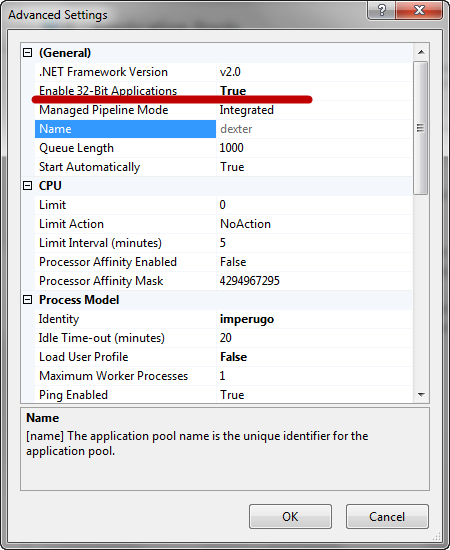 Advanced Settings
(General)
.NET Framework Version v2.0
Enable 32-Bit Applications True
Managed Pipeline Mode Integrated
Name dexter
Queue Length 1000
Start Automatically True
CPU
Limit 0
Limit Action NoAction
Limit Interval (minutes) 5
Processor Affinity Enabled False
Processor Affinity Mask 4294967295
Process Model
Identity imperugo
Idle Time-out (minutes) 20
Load User Profile False
Maximum Worker Processes 1
Ping Enabled True
Name
[name] The application pool name is the unique identifier for the
application pool.
OK Cancel